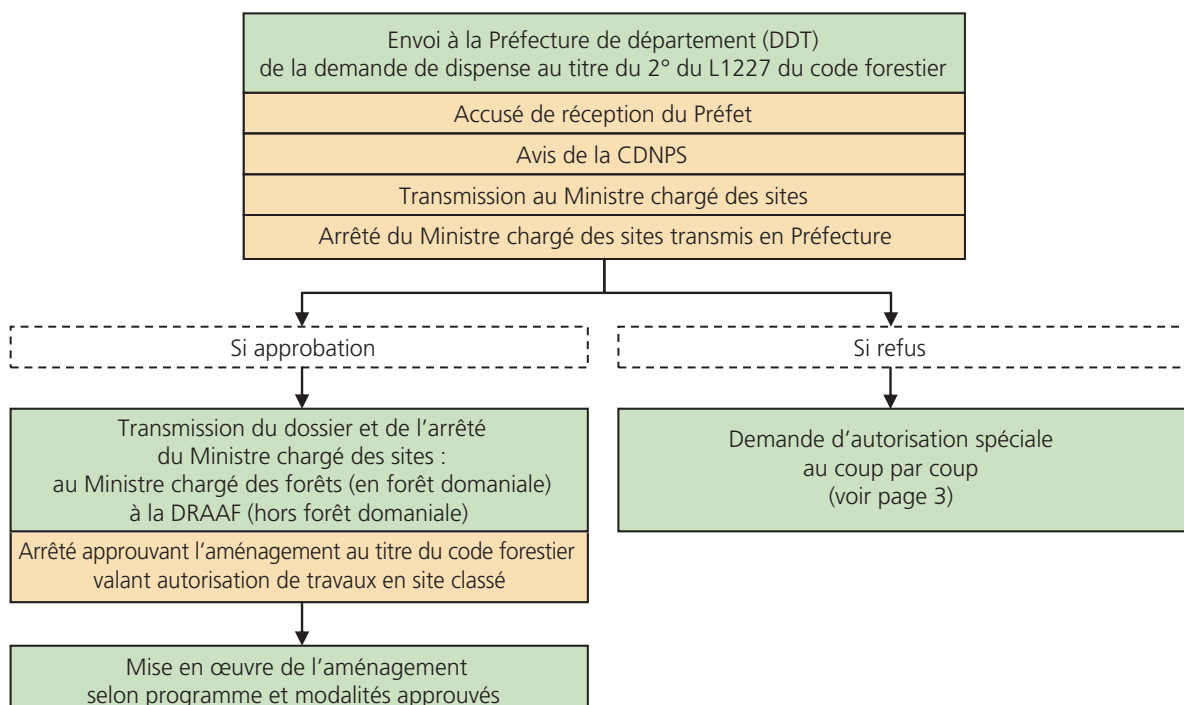 Envoi à la Préfecture de département (DDT)
de la demande de dispense au titre du 2° du L1227 du code forestier
Accusé de réception du Préfet
Avis de la CDNPS
Transmission au Ministre chargé des sites
Arrêté du Ministre chargé des sites transmis en Préfecture
Si approbation
Si refus
Transmission du dossier et de l'arrêté
du Ministre chargé des sites :
au Ministre chargé des forêts (en forêt domaniale)
à la DRAAF (hors forêt domaniale)
Demande d'autorisation spéciale
au coup par coup
(voir page 3)
Arrêté approuvant l'aménagement au titre du code forestier
valant autorisation de travaux en site classé
Mise en œuvre de l'aménagement
selon programme et modalités approuvés